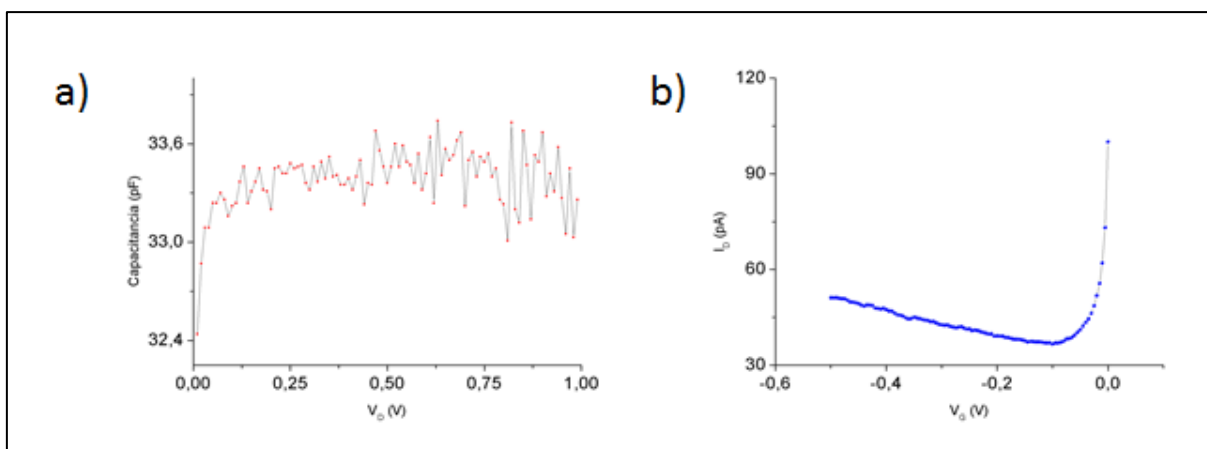 a)
33,6
33,0
32,4
Capacitancia (pF)
0,00 0,25 0,50 0,75 1,00
V_D (V)
b)
120
90
60
30
I_D (pA)
-0,6 -0,4 -0,2 0,0
V_G (V)